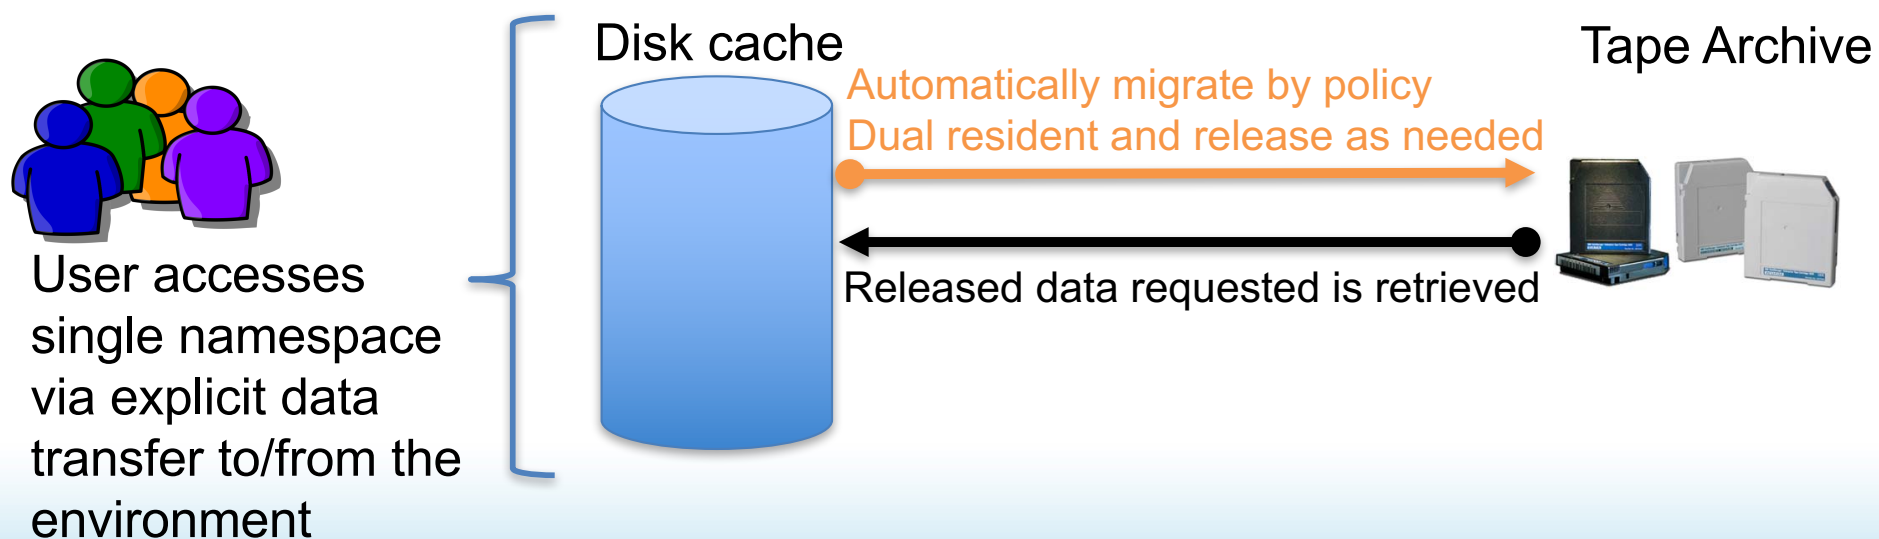 Disk cache
Tape Archive
Automatically migrate by policy
Dual resident and release as needed
Released data requested is retrieved
User accesses
single namespace
via explicit data
transfer to/from the
environment